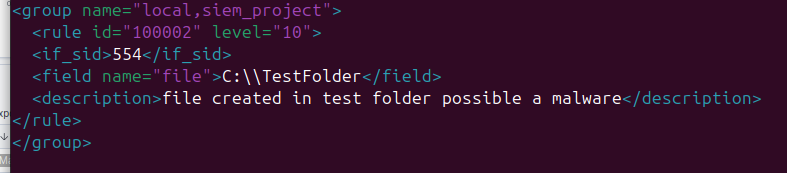 <group name="local,siem_project">
<rule id="100002" level="10">
<if_sid>554</if_sid>
<field name="file">C:\\TestFolder</field>
<description>file created in test folder possible a malware</description>
</rule>
</group>